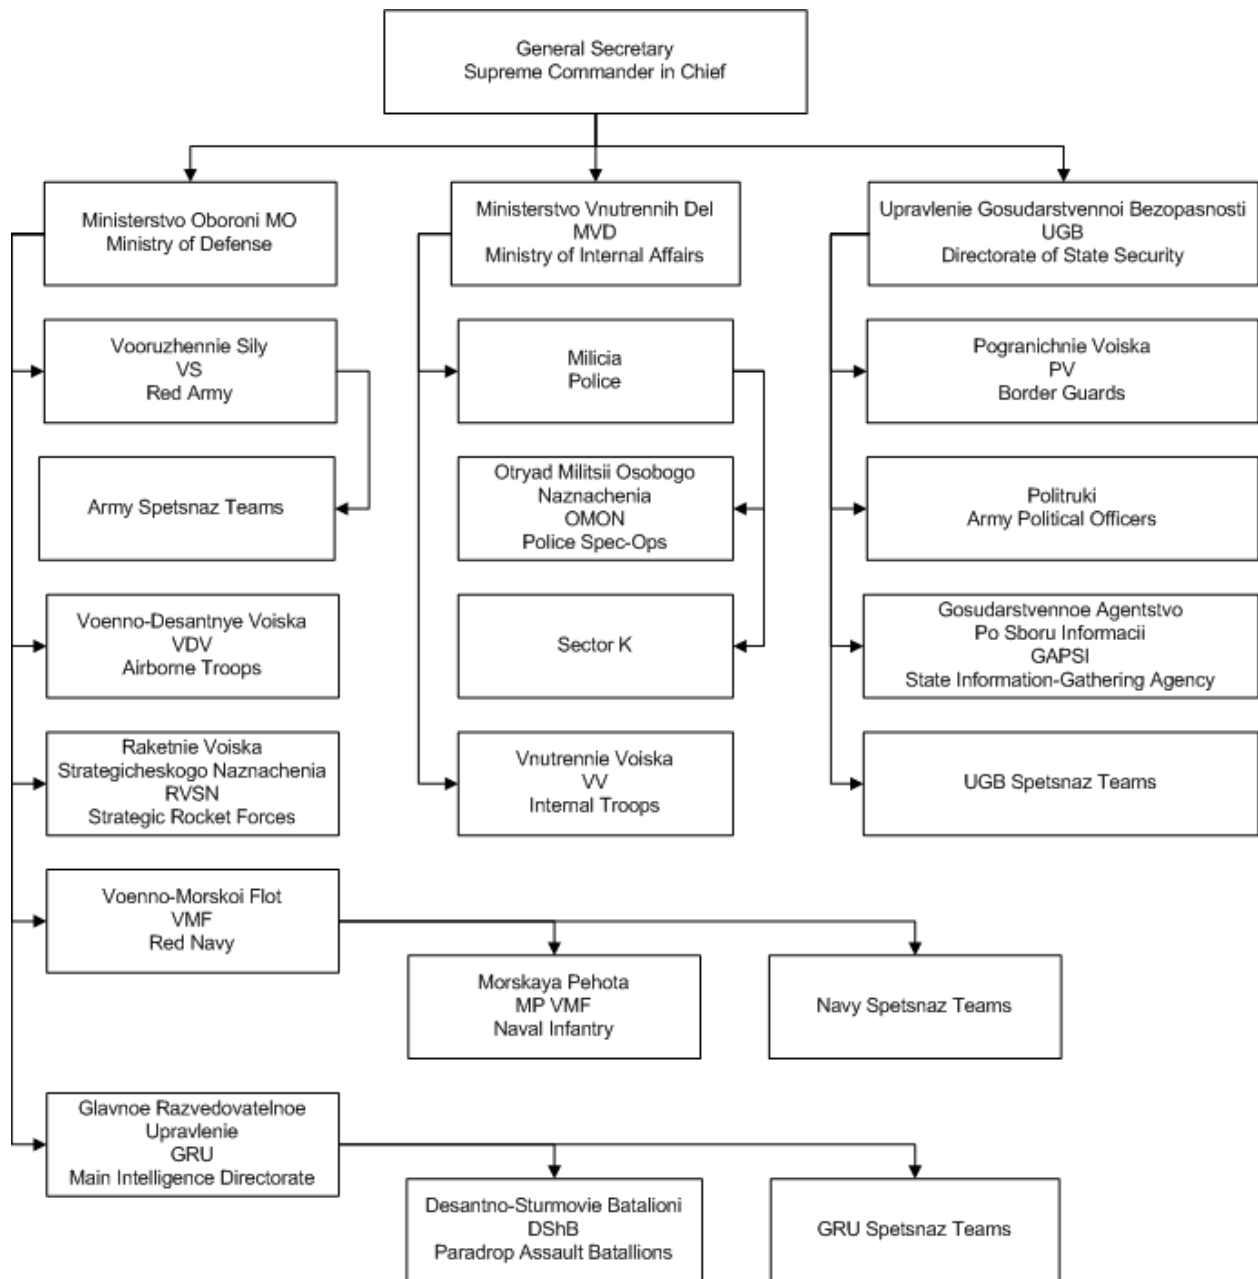 General Secretary
Supreme Commander in Chief
Ministerstvo Oboroni MO
Ministry of Defense
Ministerstvo Vnutrennih Del
MVD
Ministry of Internal Affairs
Upravlenie Gosudarstvennoi Bezopasnosti
UGB
Directorate of State Security
Vooruzhennie Sily
VS
Red Army
Milicia
Police
Pogranichnie Voiska
PV
Border Guards
Army Spetsnaz Teams
Otryad Militsii Osobogo
Naznachenia
OMON
Police Spec-Ops
Politruki
Army Political Officers
Voenno-Desantnye Voiska
VDV
Airborne Troops
Sector K
Gosudarstvennoe Agentstvo
Po Sboru Informacii
GAPSI
State Information-Gathering Agency
Raketnie Voiska
Strategicheskogo Naznachenia
RVSN
Strategic Rocket Forces
Vnutrennie Voiska
VV
Internal Troops
UGB Spetsnaz Teams
Voenno-Morskoi Flot
VMF
Red Navy
Morskaya Pehota
MP VMF
Naval Infantry
Navy Spetsnaz Teams
Glavnoe Razvedovatelnoe
Upravlenie
GRU
Main Intelligence Directorate
Desantno-Sturmovie Batalioni
DShB
Paradrop Assault Batallions
GRU Spetsnaz Teams